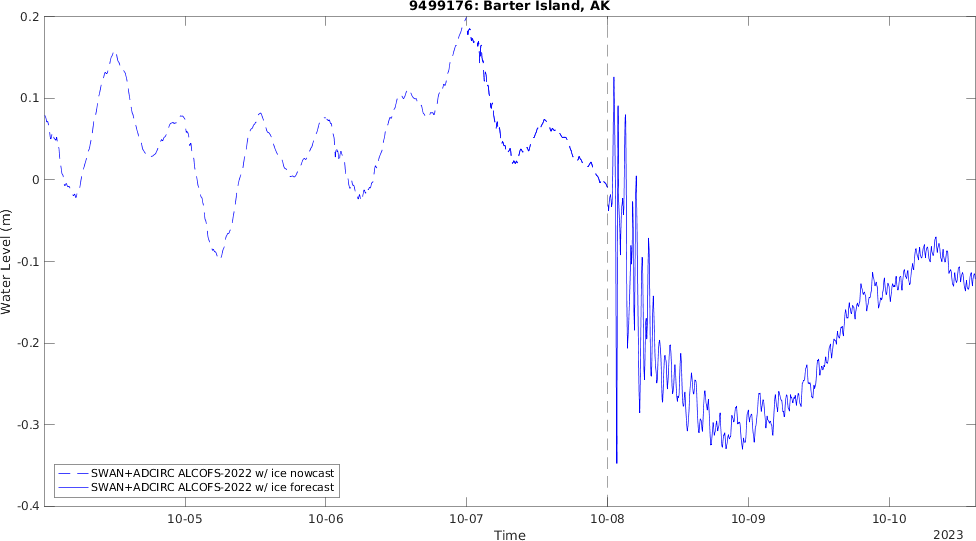 9499176: Barter Island, AK
0.2
0.1
0
-0.1
-0.2
-0.3
-0.4
Water Level (m)
SWAN+ADCIRC ALCOFS-2022 w/ ice nowcast
SWAN+ADCIRC ALCOFS-2022 w/ ice forecast
10-05 10-06 10-07 10-08 10-09 10-10
Time
2023